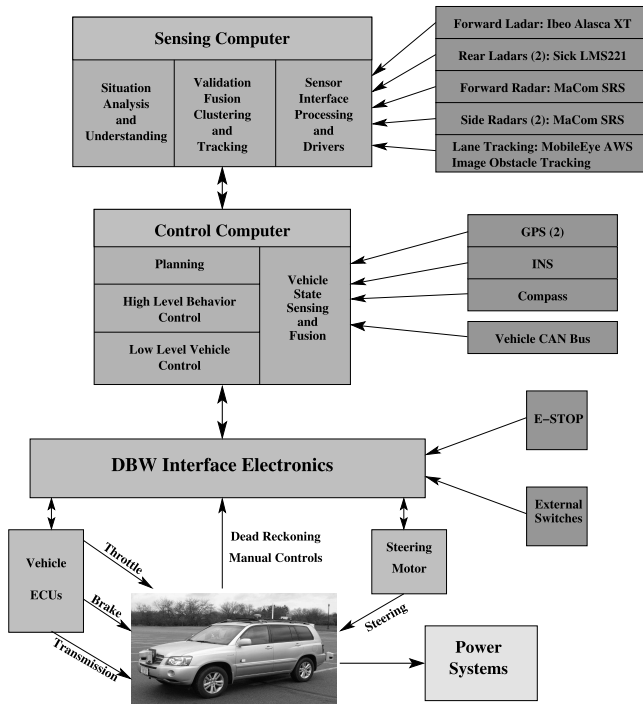 Forward Ladar: Ibeo Alasca XT
Rear Ladars (2): Sick LMS221
Forward Radar: MaCom SRS
Side Radars (2): MaCom SRS
Lane Tracking: MobileEye AWS
Image Obstacle Tracking
Sensing Computer
Situation
Analysis
and
Understanding
Validation
Fusion
Clustering
and
Tracking
Sensor
Interface
Processing
and
Drivers
Control Computer
Planning
High Level Behavior
Control
Low Level Vehicle
Control
Vehicle
State
Sensing
and
Fusion
GPS (2)
INS
Compass
Vehicle CAN Bus
E−STOP
External
Switches
DBW Interface Electronics
Vehicle
ECUs
Throttle
Brake
Transmission
Dead Reckoning
Manual Controls
Steering
Motor
Steering
Power
Systems